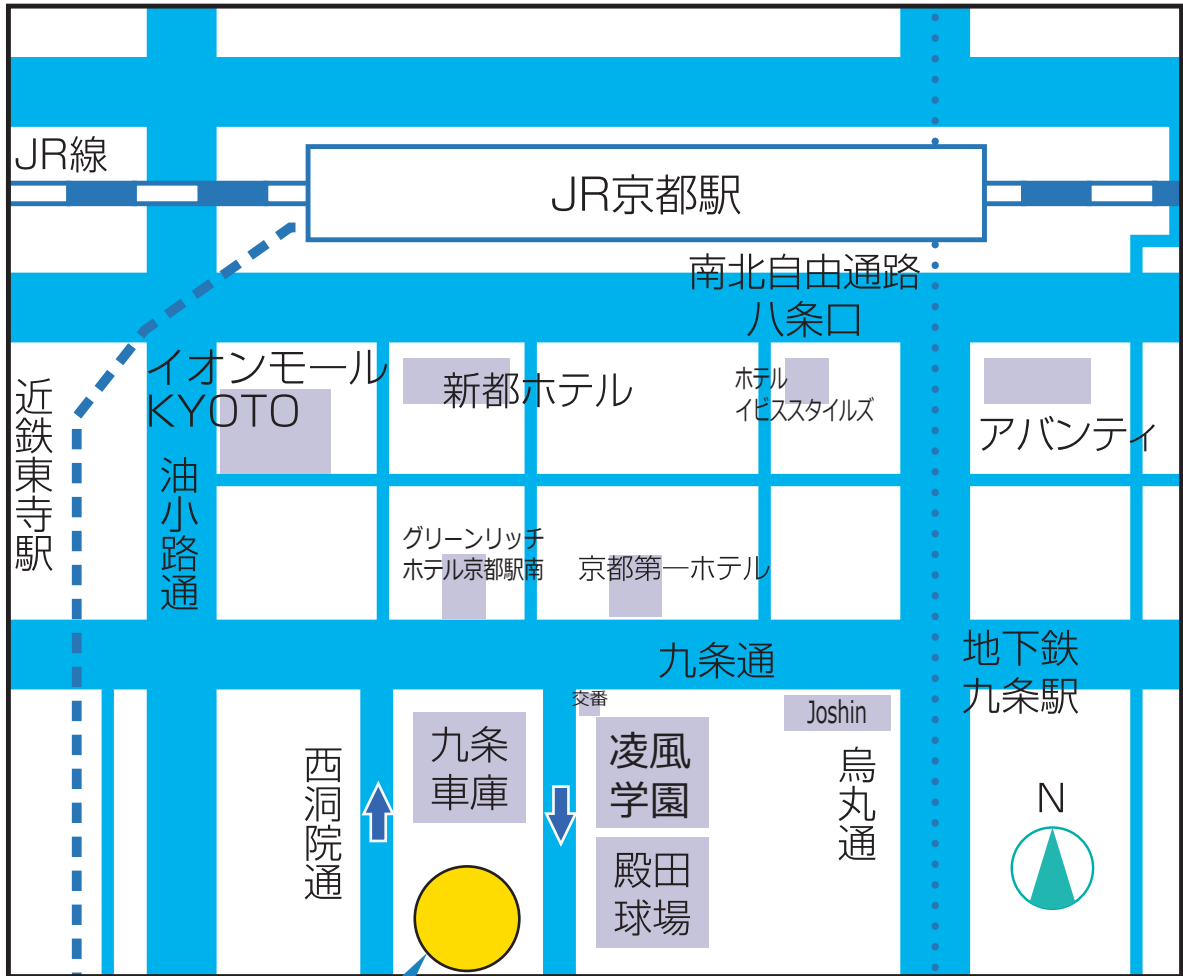 JR線
JR京都駅
南北自由通路
八条口
イオンモール
KYOTO
新都ホテル
ホテル
イビススタイルズ
アバンティ
近鉄東寺駅
油小路通
グリーンリッチ
ホテル京都駅南
京都第一ホテル
九条通
地下鉄
九条駅
交番
Joshin
九条
車庫
凌風
学園
西洞院通
烏丸通
N
殿田
球場